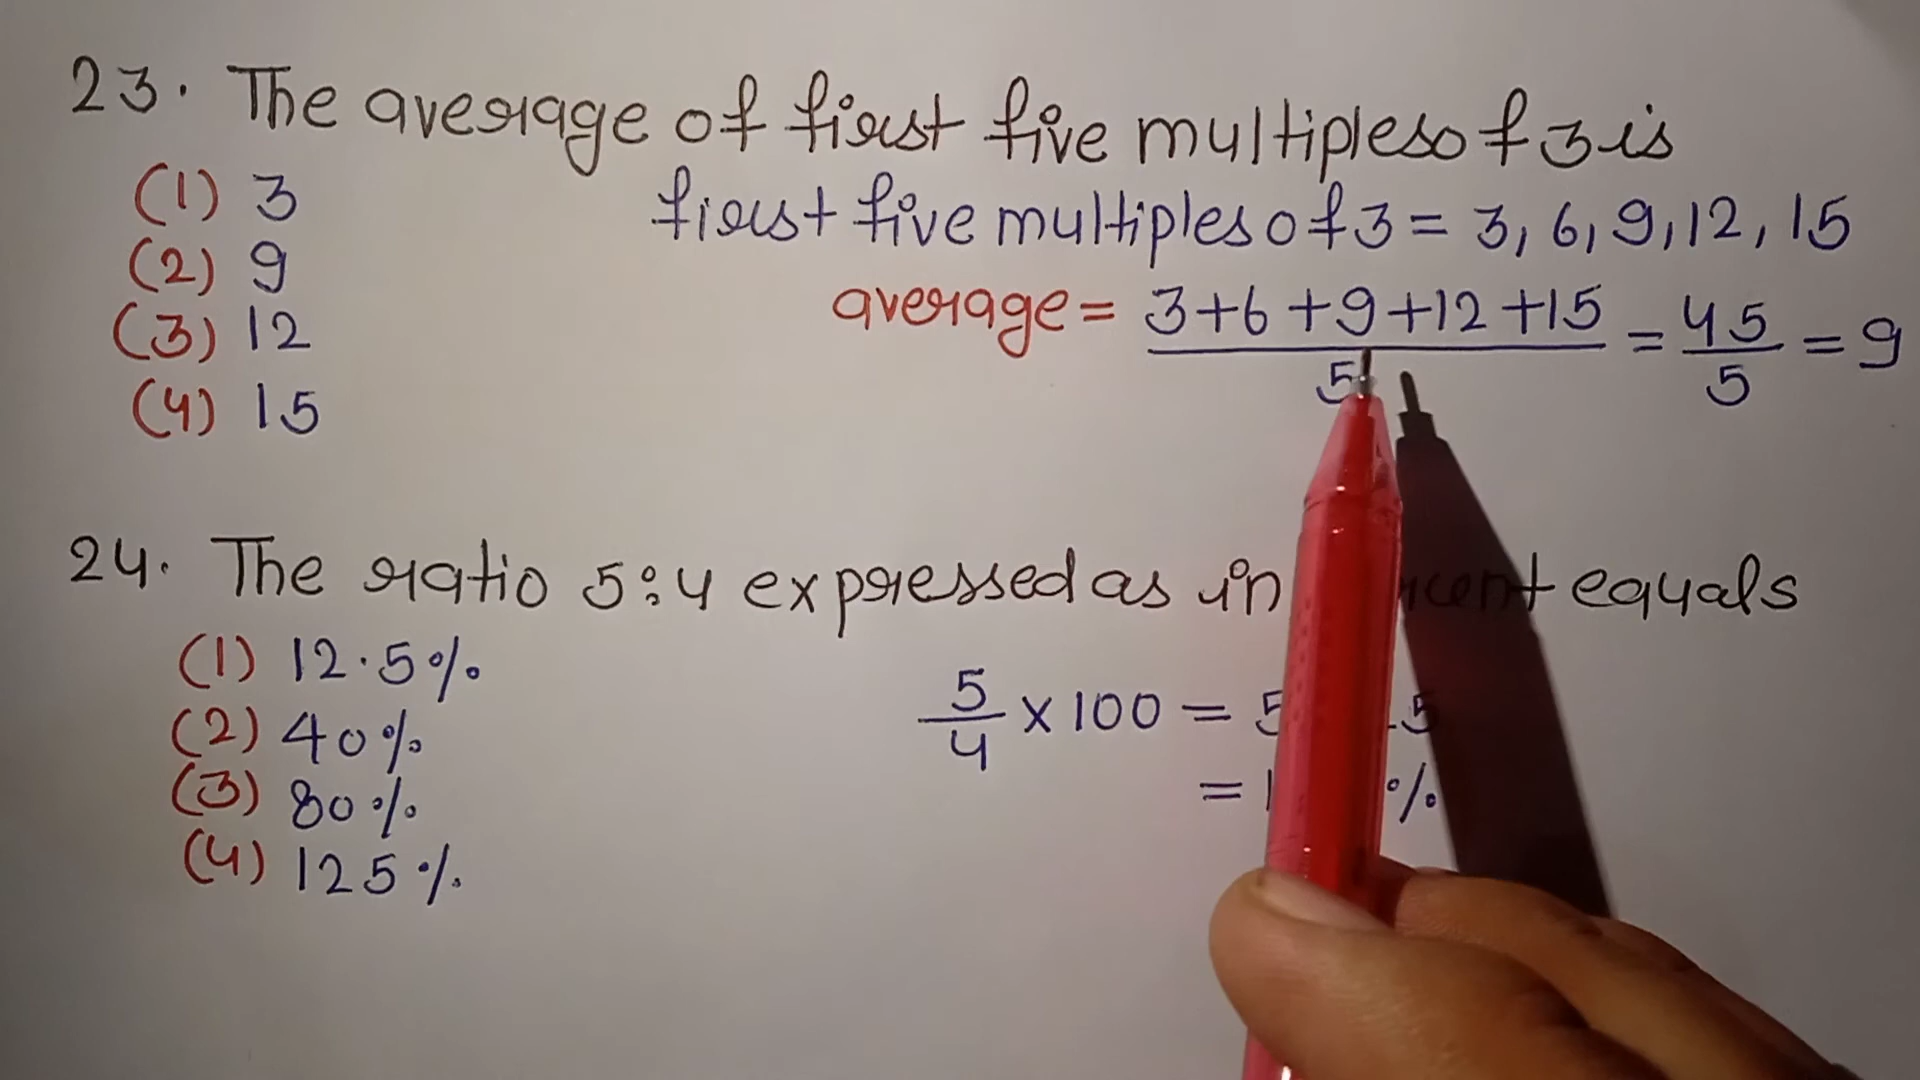 23. The average of first five multiples of 3 is
(1) 3
first five multiples of 3 = 3, 6, 9, 12, 15
(2) 9
average = 3+6+9+12+15 / 5 = 45 / 5 = 9
(3) 12
(4) 15
24. The ratio 5:4 expressed as in equals
(1) 12.5%
5/4 × 100 = 5
(2) 40%
= %
(3) 80%
(4) 125%